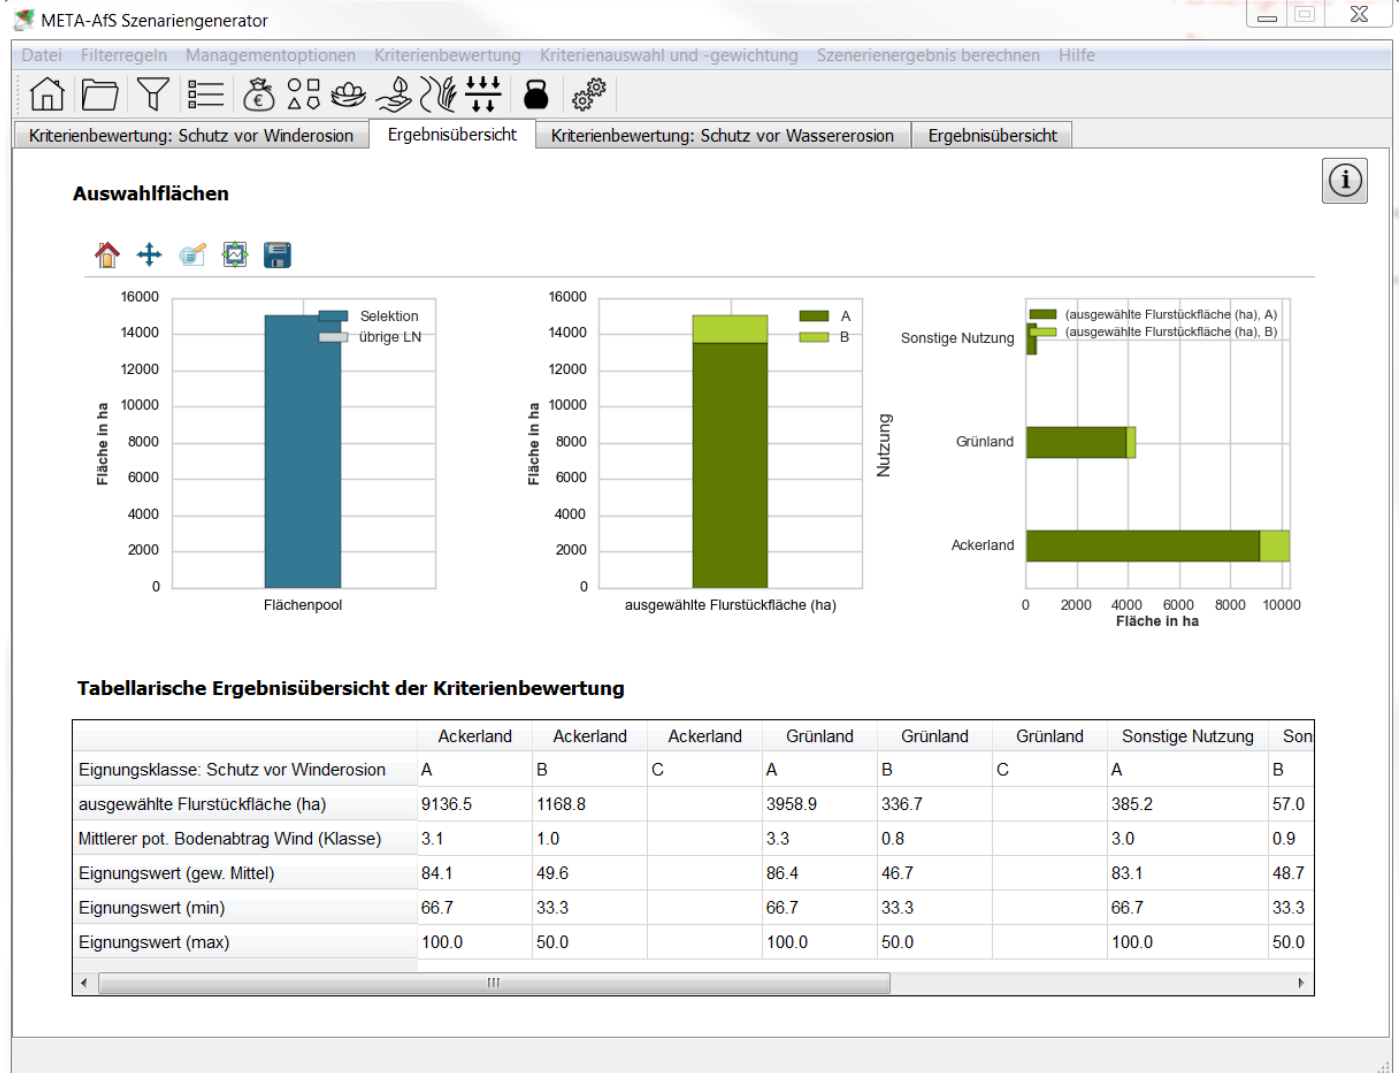 META-AfS Szenariengenerator
Datei Filterregeln Managementoptionen Kriterienbewertung Kriterienauswahl und -gewichtung Szenerienergebnis berechnen Hilfe
Kriterienbewertung: Schutz vor Winderosion Ergebnisübersicht Kriterienbewertung: Schutz vor Wassererosion Ergebnisübersicht
Auswahlflächen
Fläche in ha
16000
14000
12000
10000
8000
6000
4000
2000
0
Selektion
übrige LN
Flächenpool
Fläche in ha
16000
14000
12000
10000
8000
6000
4000
2000
0
A
B
ausgewählte Flurstückfläche (ha)
Nutzung
(ausgewählte Flurstückfläche (ha), A)
(ausgewählte Flurstückfläche (ha), B)
Sonstige Nutzung
Grünland
Ackerland
0 2000 4000 6000 8000 10000
Fläche in ha
Tabellarische Ergebnisübersicht der Kriterienbewertung
Ackerland Ackerland Ackerland Grünland Grünland Grünland Sonstige Nutzung Son
Eignungsklasse: Schutz vor Winderosion A B C A B C A B
ausgewählte Flurstückfläche (ha) 9136.5 1168.8 3958.9 336.7 385.2 57.0
Mittlerer pot. Bodenabtrag Wind (Klasse) 3.1 1.0 3.3 0.8 3.0 0.9
Eignungswert (gew. Mittel) 84.1 49.6 86.4 46.7 83.1 48.7
Eignungswert (min) 66.7 33.3 66.7 33.3 66.7 33.3
Eignungswert (max) 100.0 50.0 100.0 50.0 100.0 50.0